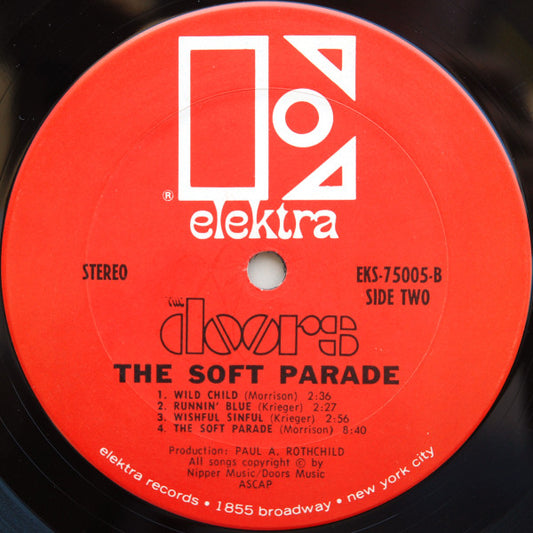 ® elektra
STEREO
EKS-75005-B
SIDE TWO
THE doors
THE SOFT PARADE
1. WILD CHILD (Morrison) 2:36
2. RUNNIN' BLUE (Krieger) 2:27
3. WISHFUL SINFUL (Krieger) 2:56
4. THE SOFT PARADE (Morrison) 8:40
Production: PAUL A. ROTHCHILD
All songs copyright © by
Nipper Music/Doors Music
ASCAP
elektra records • 1855 broadway • new york city